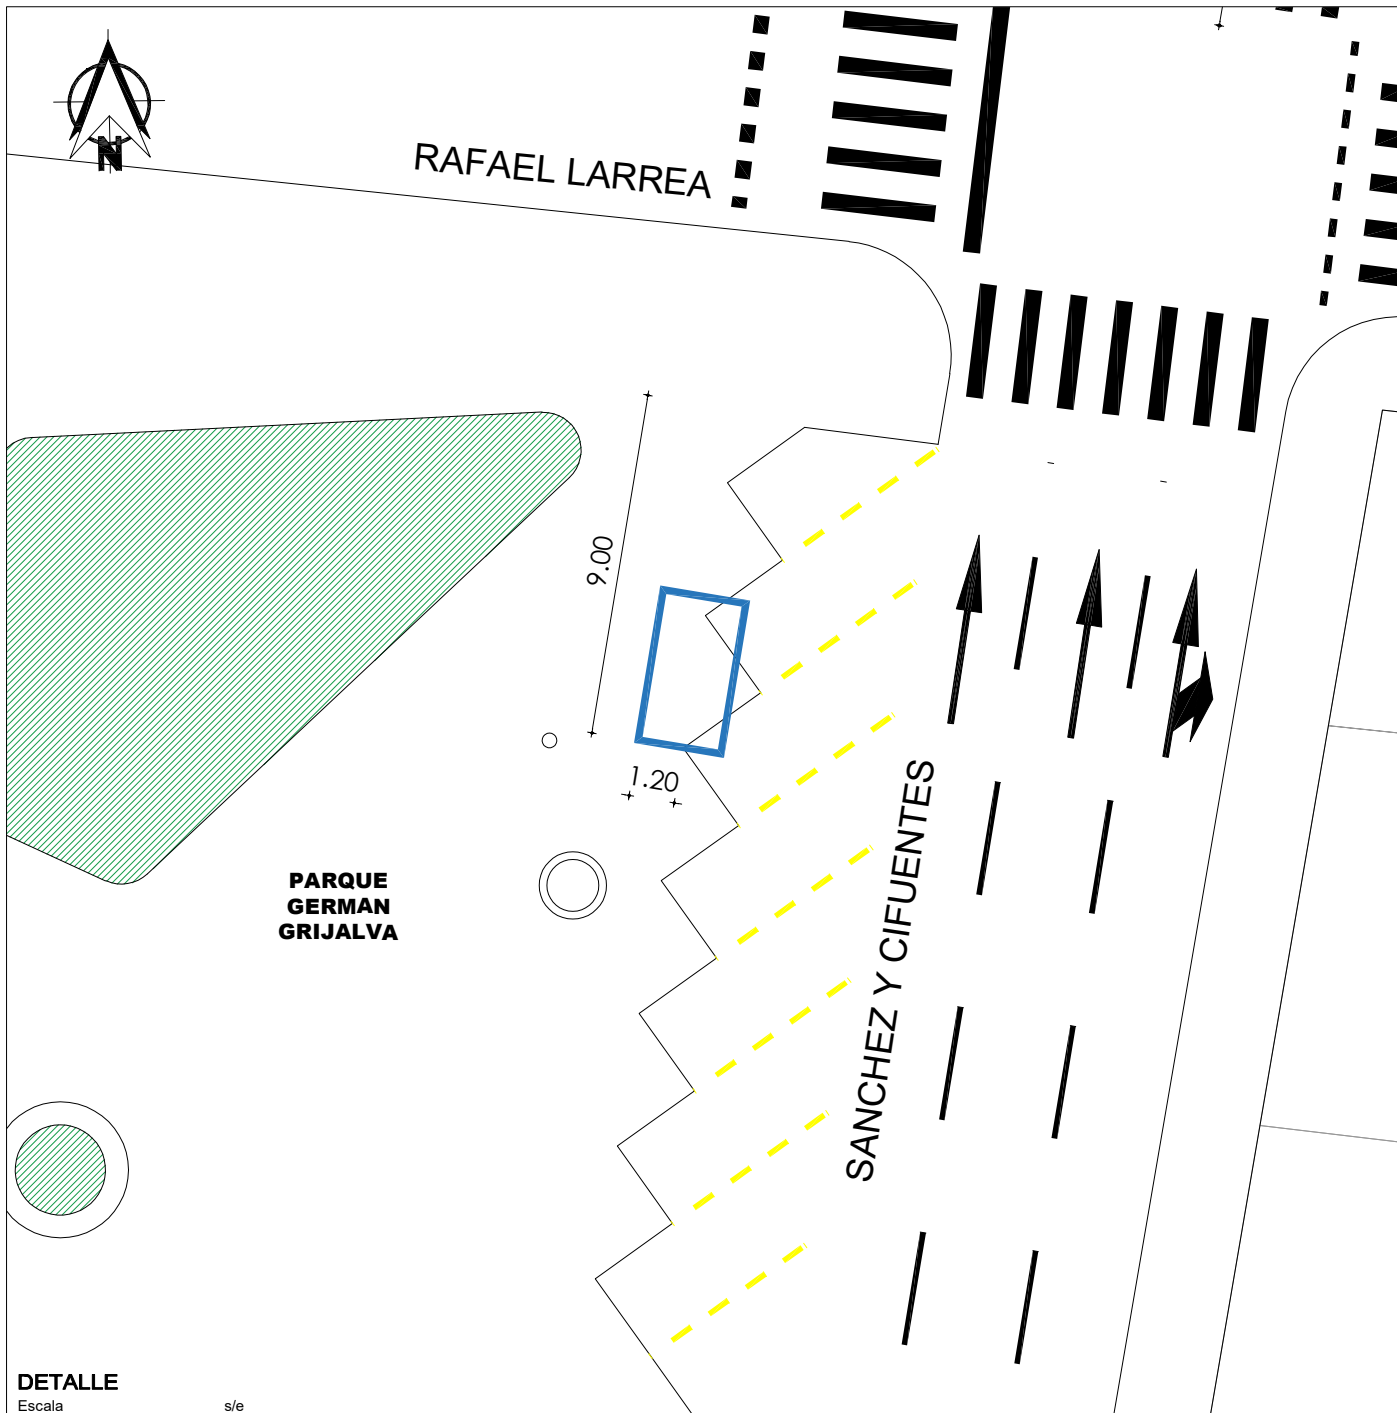 N
RAFAEL LARREA
9.00
1.20
SANCHEZ Y CIFUENTES
PARQUE
GERMAN
GRIJALVA
DETALLE
Escala s/e